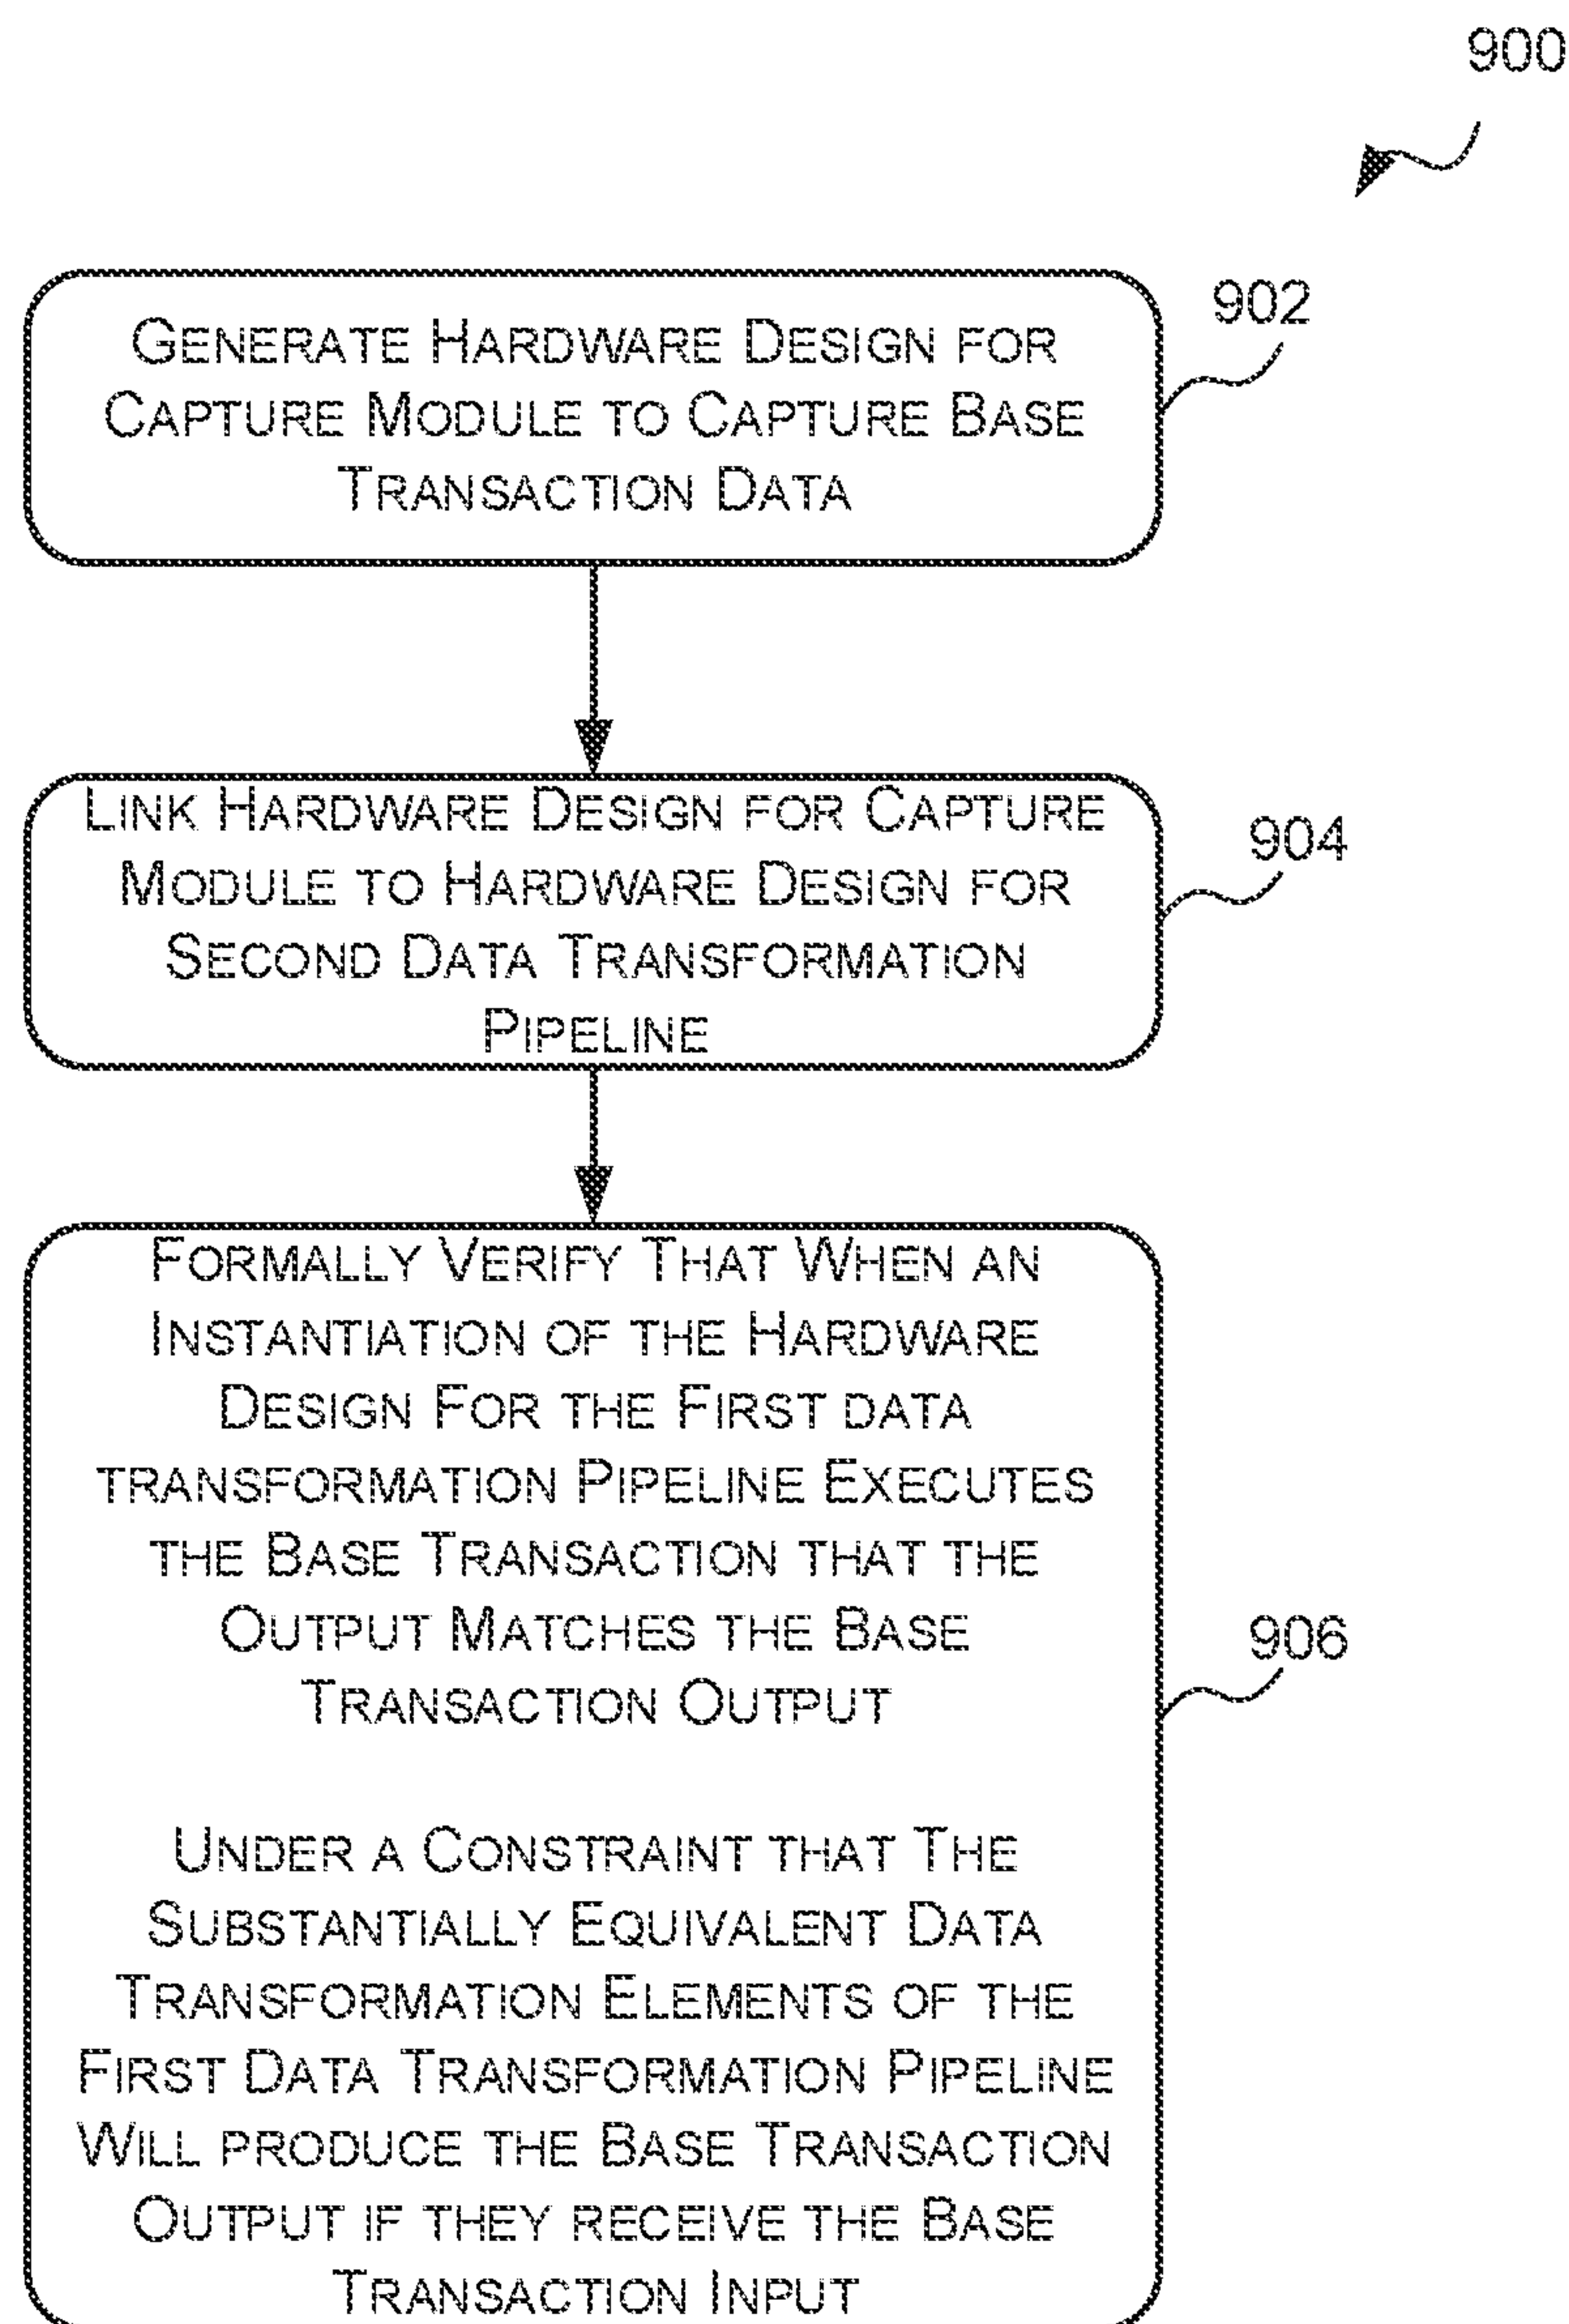 900
902
GENERATE HARDWARE DESIGN FOR
CAPTURE MODULE TO CAPTURE BASE
TRANSACTION DATA
904
LINK HARDWARE DESIGN FOR CAPTURE
MODULE TO HARDWARE DESIGN FOR
SECOND DATA TRANSFORMATION
PIPELINE
906
FORMALLY VERIFY THAT WHEN AN
INSTANTIATION OF THE HARDWARE
DESIGN FOR THE FIRST DATA
TRANSFORMATION PIPELINE EXECUTES
THE BASE TRANSACTION THAT THE
OUTPUT MATCHES THE BASE
TRANSACTION OUTPUT
UNDER A CONSTRAINT THAT THE
SUBSTANTIALLY EQUIVALENT DATA
TRANSFORMATION ELEMENTS OF THE
FIRST DATA TRANSFORMATION PIPELINE
WILL PRODUCE THE BASE TRANSACTION
OUTPUT IF THEY RECEIVE THE BASE
TRANSACTION INPUT